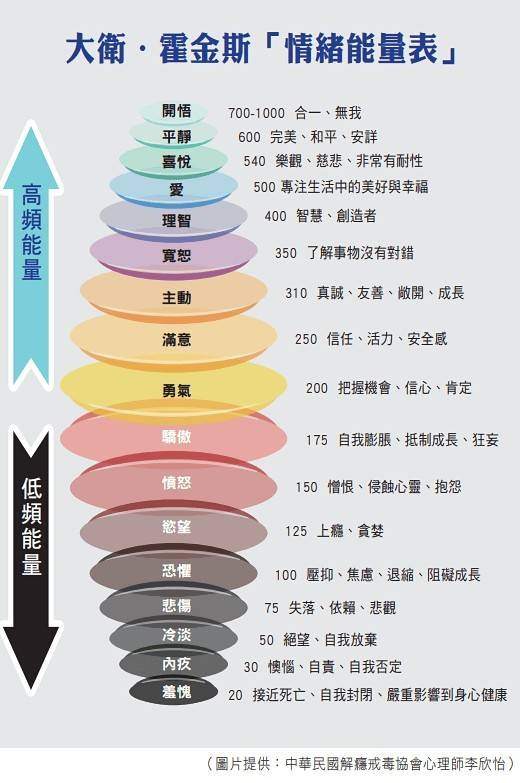 大衛．霍金斯「情緒能量表」
高頻能量
開悟 700-1000 合一、無我
平靜 600 完美、和平、安詳
喜悅 540 樂觀、慈悲、非常有耐性
愛 500 專注生活中的美好與幸福
理智 400 智慧、創造者
寬恕 350 了解事物沒有對錯
主動 310 真誠、友善、敞開、成長
滿意 250 信任、活力、安全感
勇氣 200 把握機會、信心、肯定
低頻能量
驕傲 175 自我膨脹、抵制成長、狂妄
憤怒 150 憎恨、侵蝕心靈、抱怨
慾望 125 上癮、貪婪
恐懼 100 壓抑、焦慮、退縮、阻礙成長
悲傷 75 失落、依賴、悲觀
冷淡 50 絕望、自我放棄
內疚 30 懊惱、自責、自我否定
羞愧 20 接近死亡、自我封閉、嚴重影響到身心健康
（圖片提供：中華民國解癮戒毒協會心理師李欣怡）